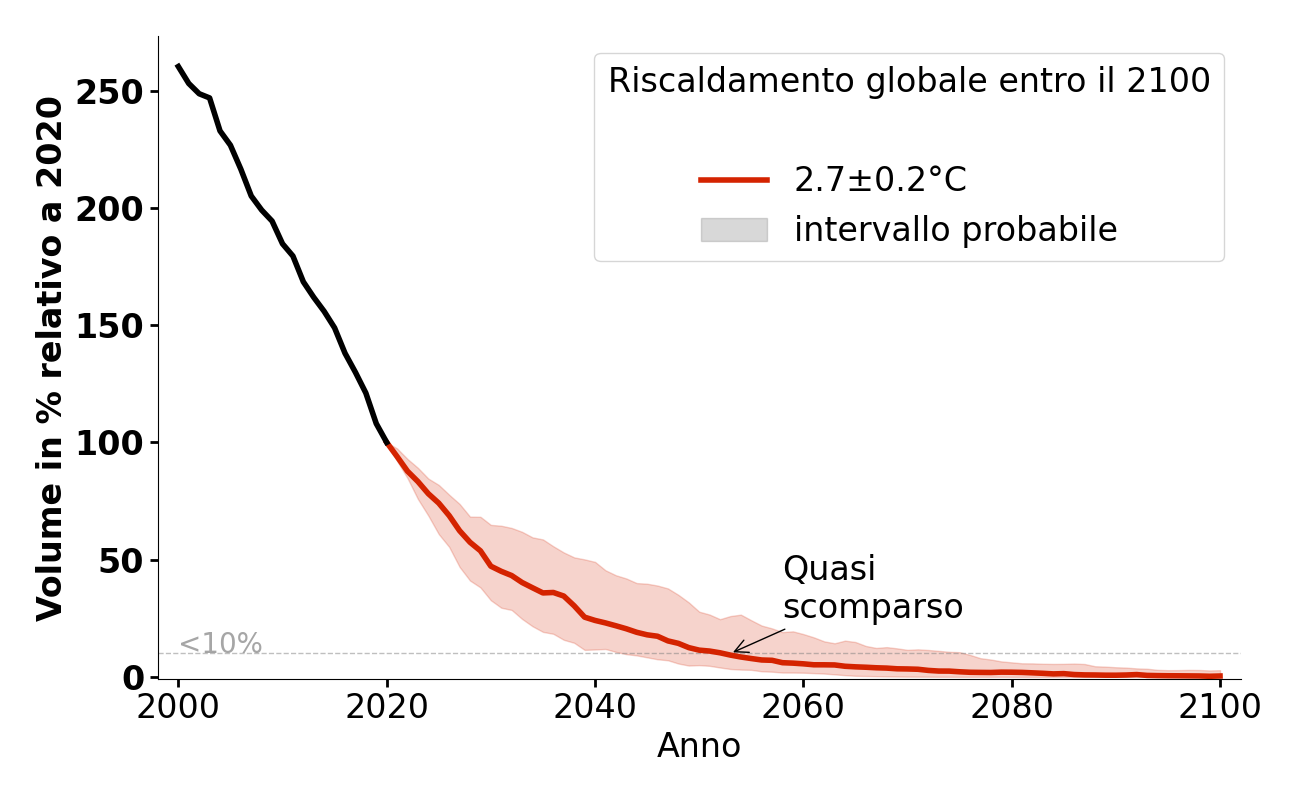 Riscaldamento globale entro il 2100
2.7±0.2°C
intervallo probabile
Volume in % relativo a 2020
250
200
150
100
50
0
Quasi
scomparso
<10%
2000 2020 2040 2060 2080 2100
Anno